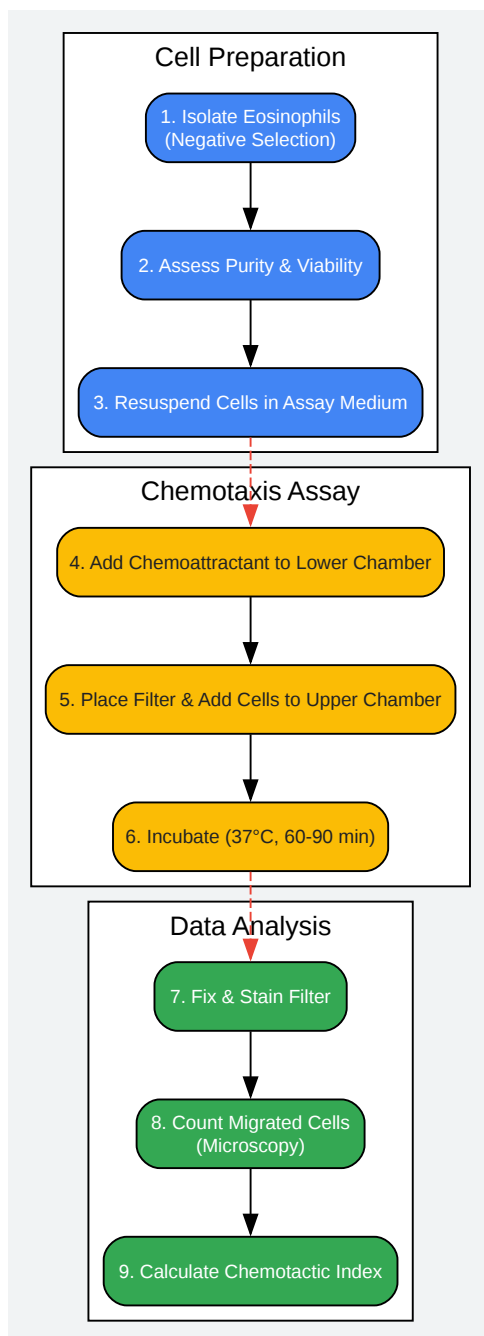 Cell Preparation
1. Isolate Eosinophils
(Negative Selection)
2. Assess Purity & Viability
3. Resuspend Cells in Assay Medium
Chemotaxis Assay
4. Add Chemoattractant to Lower Chamber
5. Place Filter & Add Cells to Upper Chamber
6. Incubate (37°C, 60-90 min)
Data Analysis
7. Fix & Stain Filter
8. Count Migrated Cells
(Microscopy)
9. Calculate Chemotactic Index